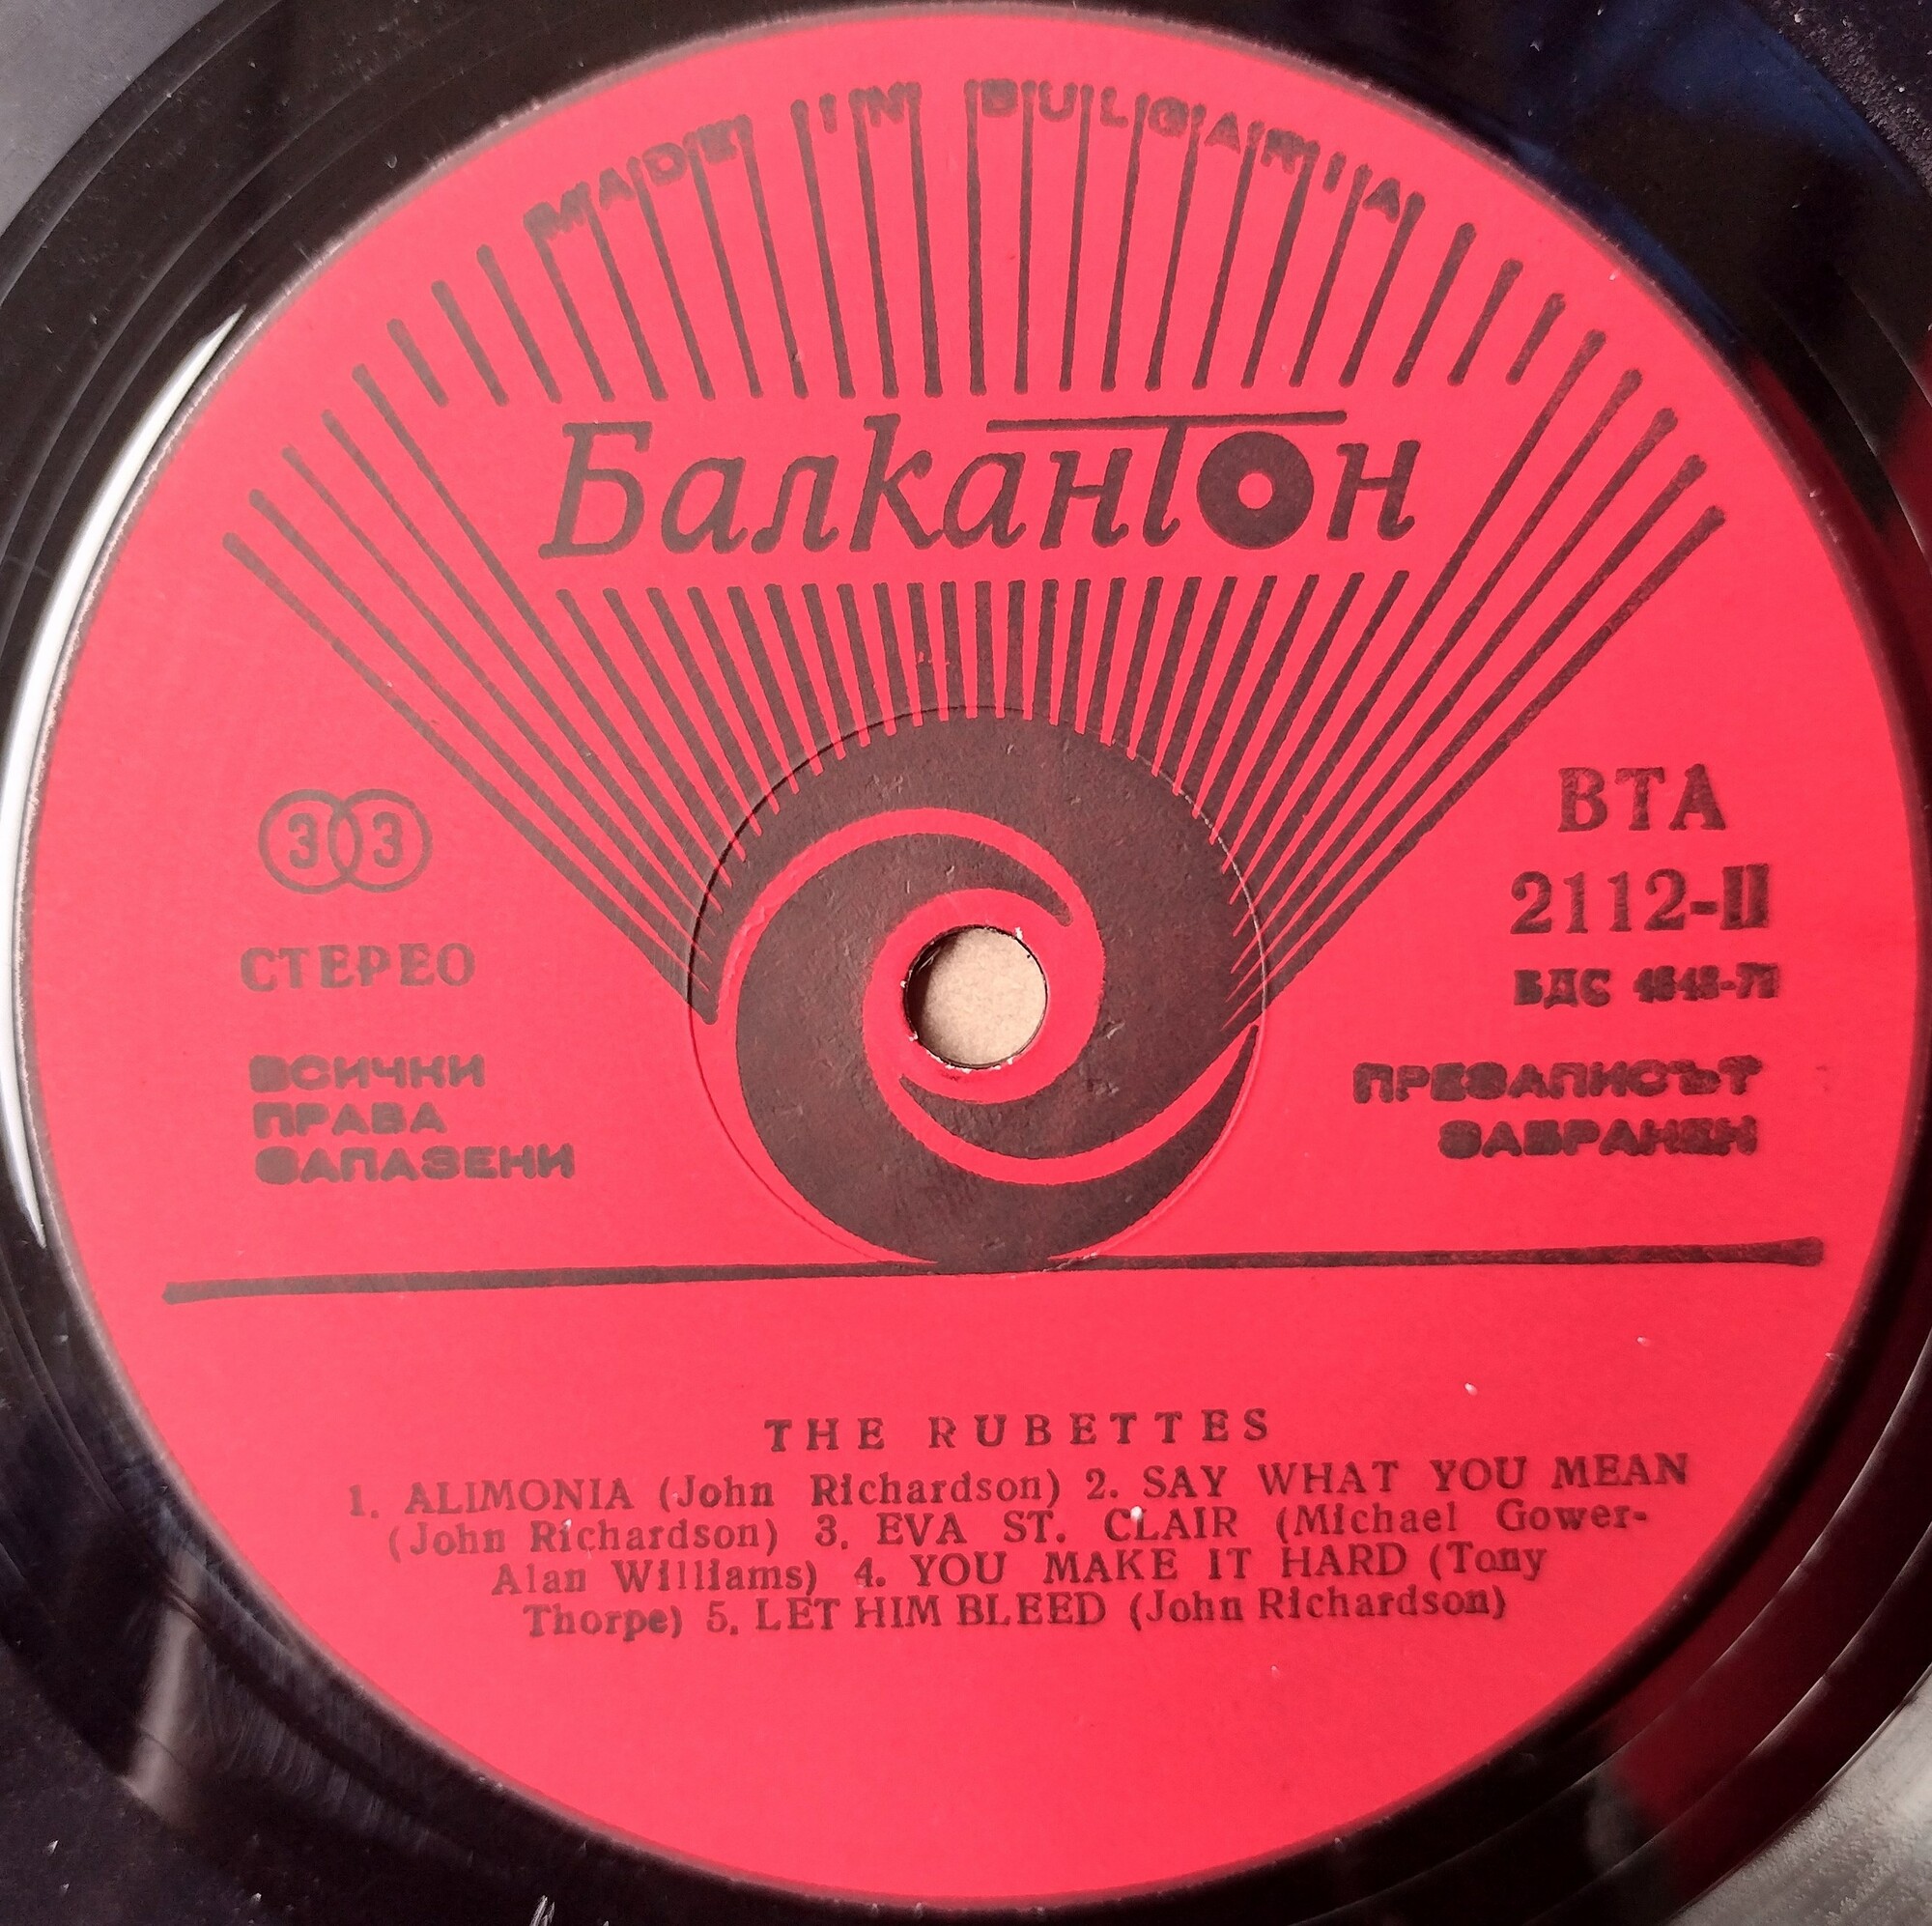 MADE IN BULGARIA
Балкантон
33
СТЕРЕО
ВСИЧКИ
ПРАВА
ЗАПАЗЕНИ
ВТА
2112-II
БДС
ПРЕЗАПИСЪТ
ЗАБРАНЕН
THE RUBETTES
1. ALIMONIA (John Richardson) 2. SAY WHAT YOU MEAN
(John Richardson) 3. EVA ST. CLAIR (Michael Gower-
Alan Williams) 4. YOU MAKE IT HARD (Tony
Thorpe) 5. LET HIM BLEED (John Richardson)